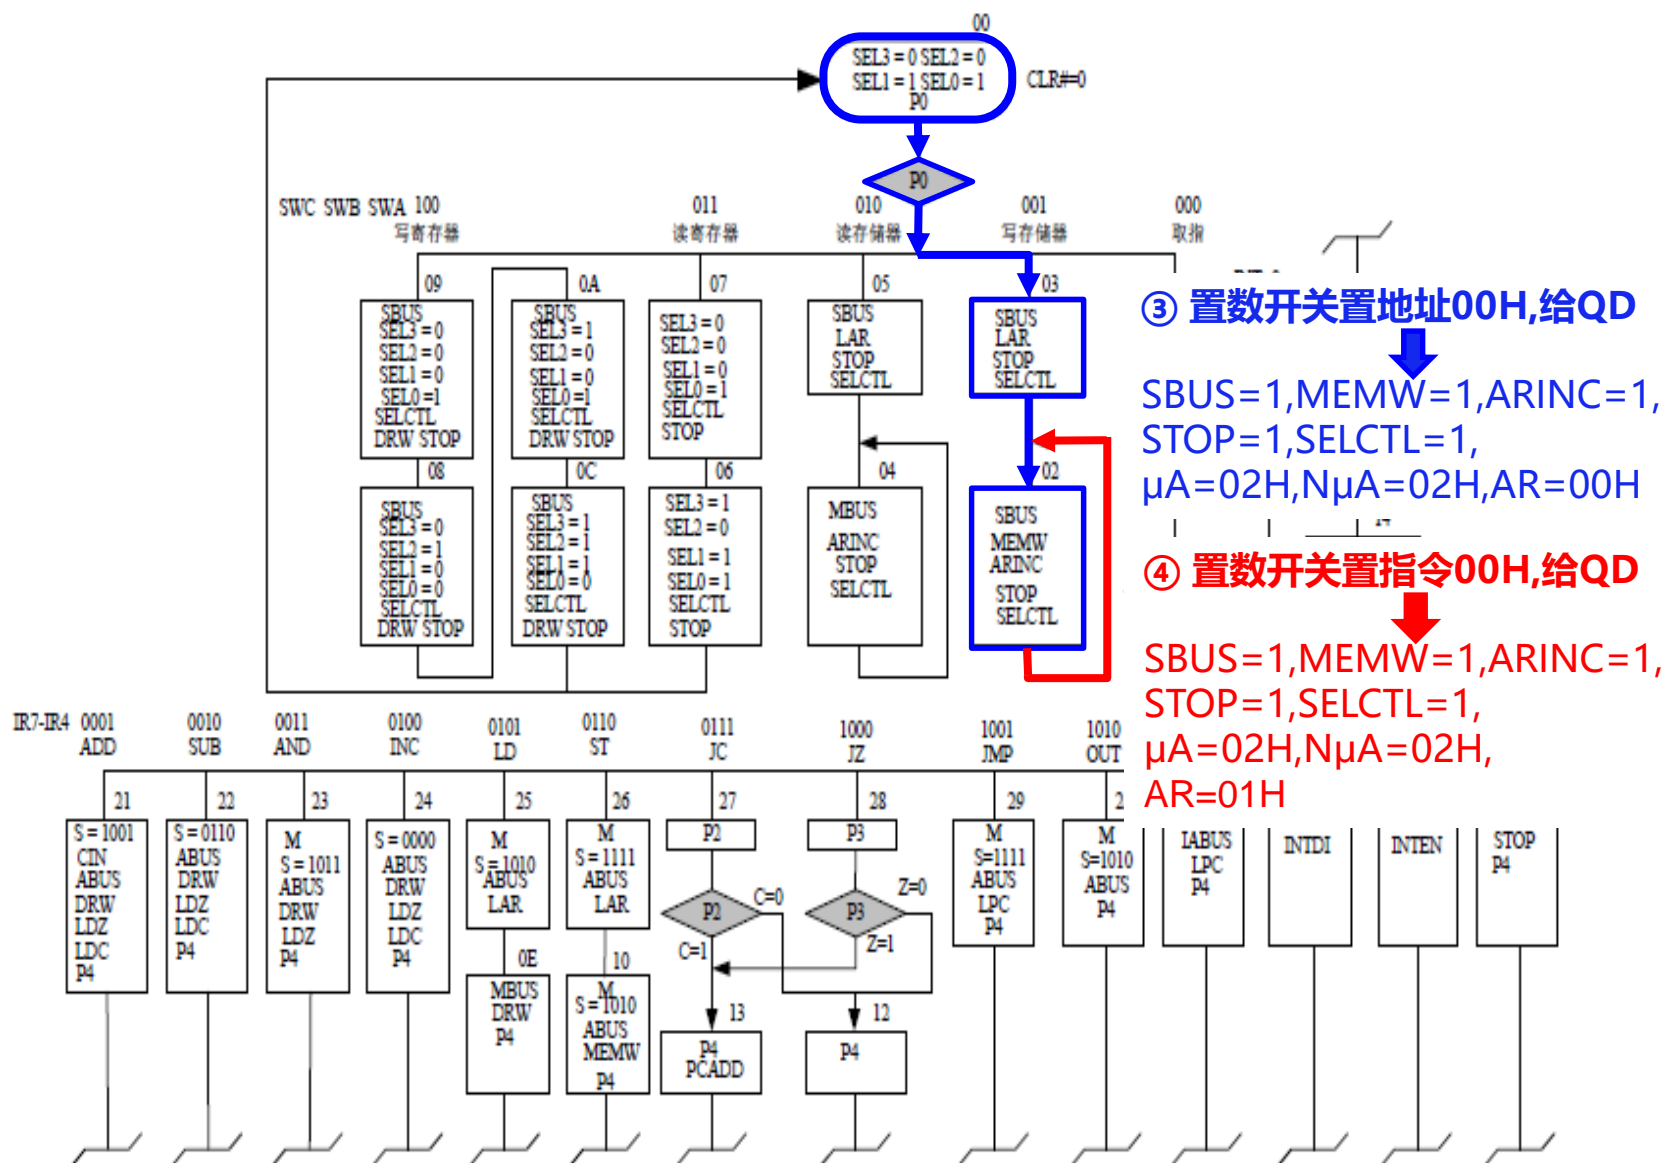 00
SEL3 = 0 SEL2 = 0
SEL1 = 1 SEL0 = 1
P0
CLR#=0
P0
SWC SWB SWA 100
写寄存器
011
读寄存器
010
读存储器
001
写存储器
000
取指
09
SBUS
SEL3 = 0
SEL2 = 0
SEL1 = 0
SEL0 =1
SELCTL
DRW STOP
0A
SBUS
SEL3 = 1
SEL2 = 0
SEL1 = 0
SEL0 =1
SELCTL
DRW STOP
07
SEL3 = 0
SEL2 = 0
SEL1 = 0
SEL0 = 1
SELCTL
STOP
05
SBUS
LAR
STOP
SELCTL
03
SBUS
LAR
STOP
SELCTL
③ 置数开关置地址00H,给QD
SBUS=1,MEMW=1,ARINC=1,
STOP=1,SELCTL=1,
μA=02H,NμA=02H,AR=00H
08
SBUS
SEL3 = 0
SEL2 = 1
SEL1 = 0
SEL0 = 0
SELCTL
DRW STOP
0C
SBUS
SEL3 = 1
SEL2 = 1
SEL1 = 1
SEL0 = 0
SELCTL
DRW STOP
06
SEL3 = 1
SEL2 = 0
SEL1 = 1
SEL0 = 1
SELCTL
STOP
04
MBUS
ARINC
STOP
SELCTL
02
SBUS
MEMW
ARINC
STOP
SELCTL
④ 置数开关置指令00H,给QD
SBUS=1,MEMW=1,ARINC=1,
STOP=1,SELCTL=1,
μA=02H,NμA=02H,
AR=01H
IR7-IR4 0001
ADD
0010
SUB
0011
AND
0100
INC
0101
LD
0110
ST
0111
JC
1000
JZ
1001
JMP
1010
OUT
21
S = 1001
CIN
ABUS
DRW
LDZ
LDC
P4
22
S = 0110
ABUS
DRW
LDZ
LDC
P4
23
M
S = 1011
ABUS
DRW
LDZ
P4
24
S = 0000
ABUS
DRW
LDZ
LDC
P4
25
M
S = 1010
ABUS
LAR
0E
MBUS
DRW
P4
26
M
S = 1111
ABUS
LAR
10
M
S = 1010
ABUS
MEMW
P4
27
P2
P2
C=0
C=1
13
P4
PCADD
28
P3
P3
Z=0
Z=1
12
P4
29
M
S=1111
ABUS
LPC
P4
2
M
S=1010
ABUS
P4
IABUS
LPC
P4
INTDI
INTEN
STOP
P4